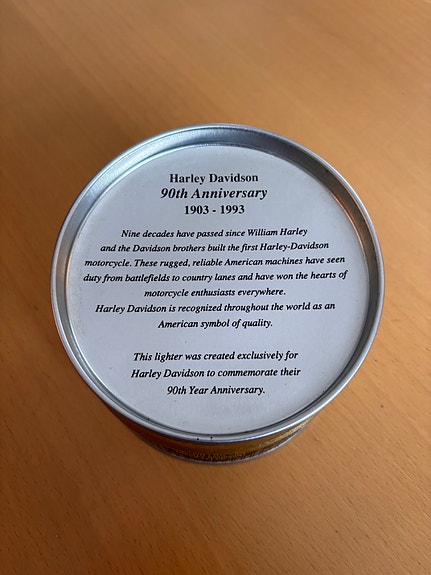 Harley Davidson
90th Anniversary
1903 - 1993
Nine decades have passed since William Harley
and the Davidson brothers built the first Harley-Davidson
motorcycle. These rugged, reliable American machines have seen
duty from battlefields to country lanes and have won the hearts of
motorcycle enthusiasts everywhere.
Harley Davidson is recognized throughout the world as an
American symbol of quality.
This lighter was created exclusively for
Harley Davidson to commemorate their
90th Year Anniversary.